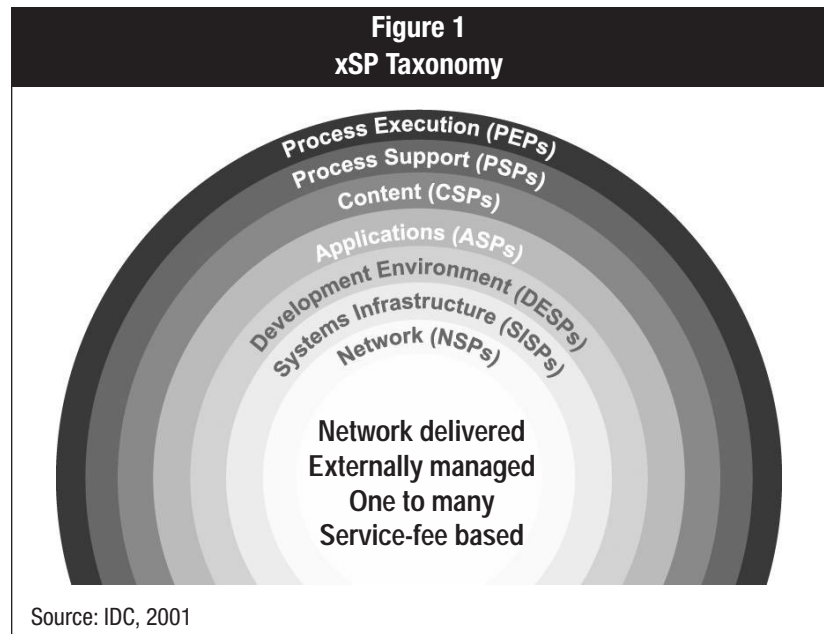 Figure 1
xSP Taxonomy
Process Execution (PEPs)
Process Support (PSPs)
Content (CSPs)
Applications (ASPs)
Development Environment (DESPs)
Systems Infrastructure (SISPs)
Network (NSPs)
Network delivered
Externally managed
One to many
Service-fee based
Source: IDC, 2001